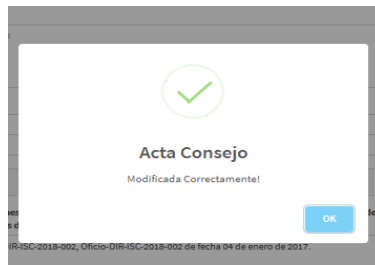 Acta Consejo
Modificada Correctamente!
OK
IR-ISC-2018-002, Oficio-DIR-ISC-2018-002 de fecha 04 de enero de 2017.